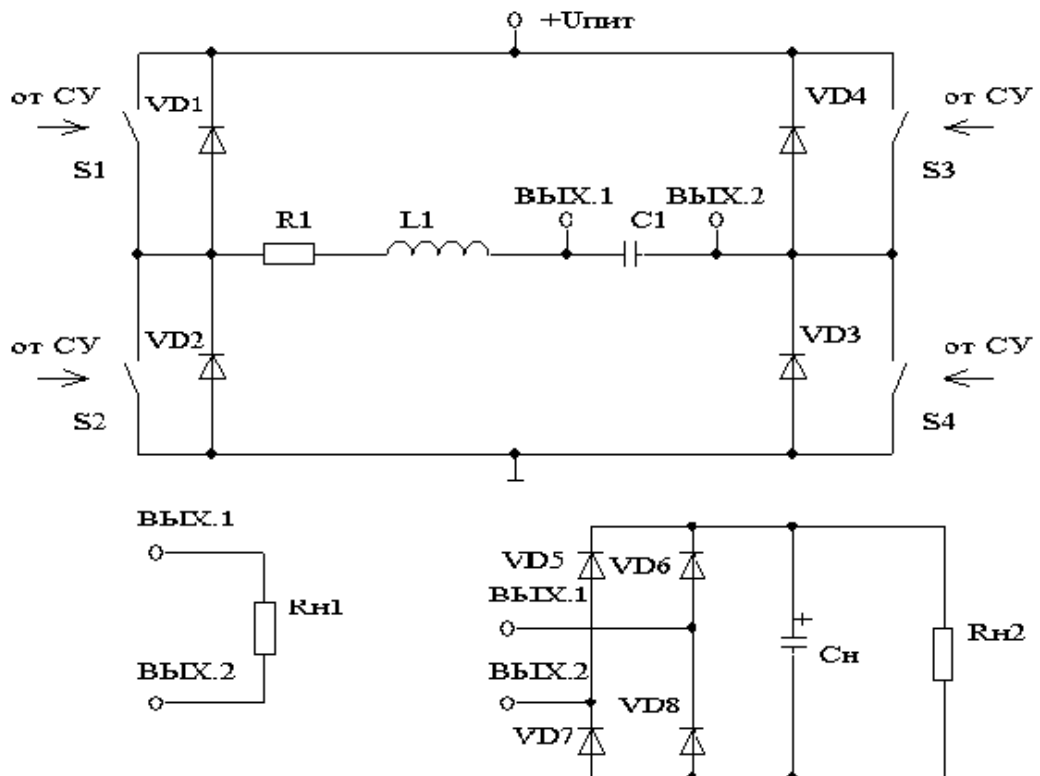 +Uпит
от СУ
VD1
VD4
от СУ
S1
S3
R1
L1
ВЫХ.1
C1
ВЫХ.2
от СУ
VD2
VD3
от СУ
S2
S4
ВЫХ.1
Rн1
ВЫХ.2
VD5
VD6
ВЫХ.1
+
Cн
Rн2
ВЫХ.2
VD8
VD7